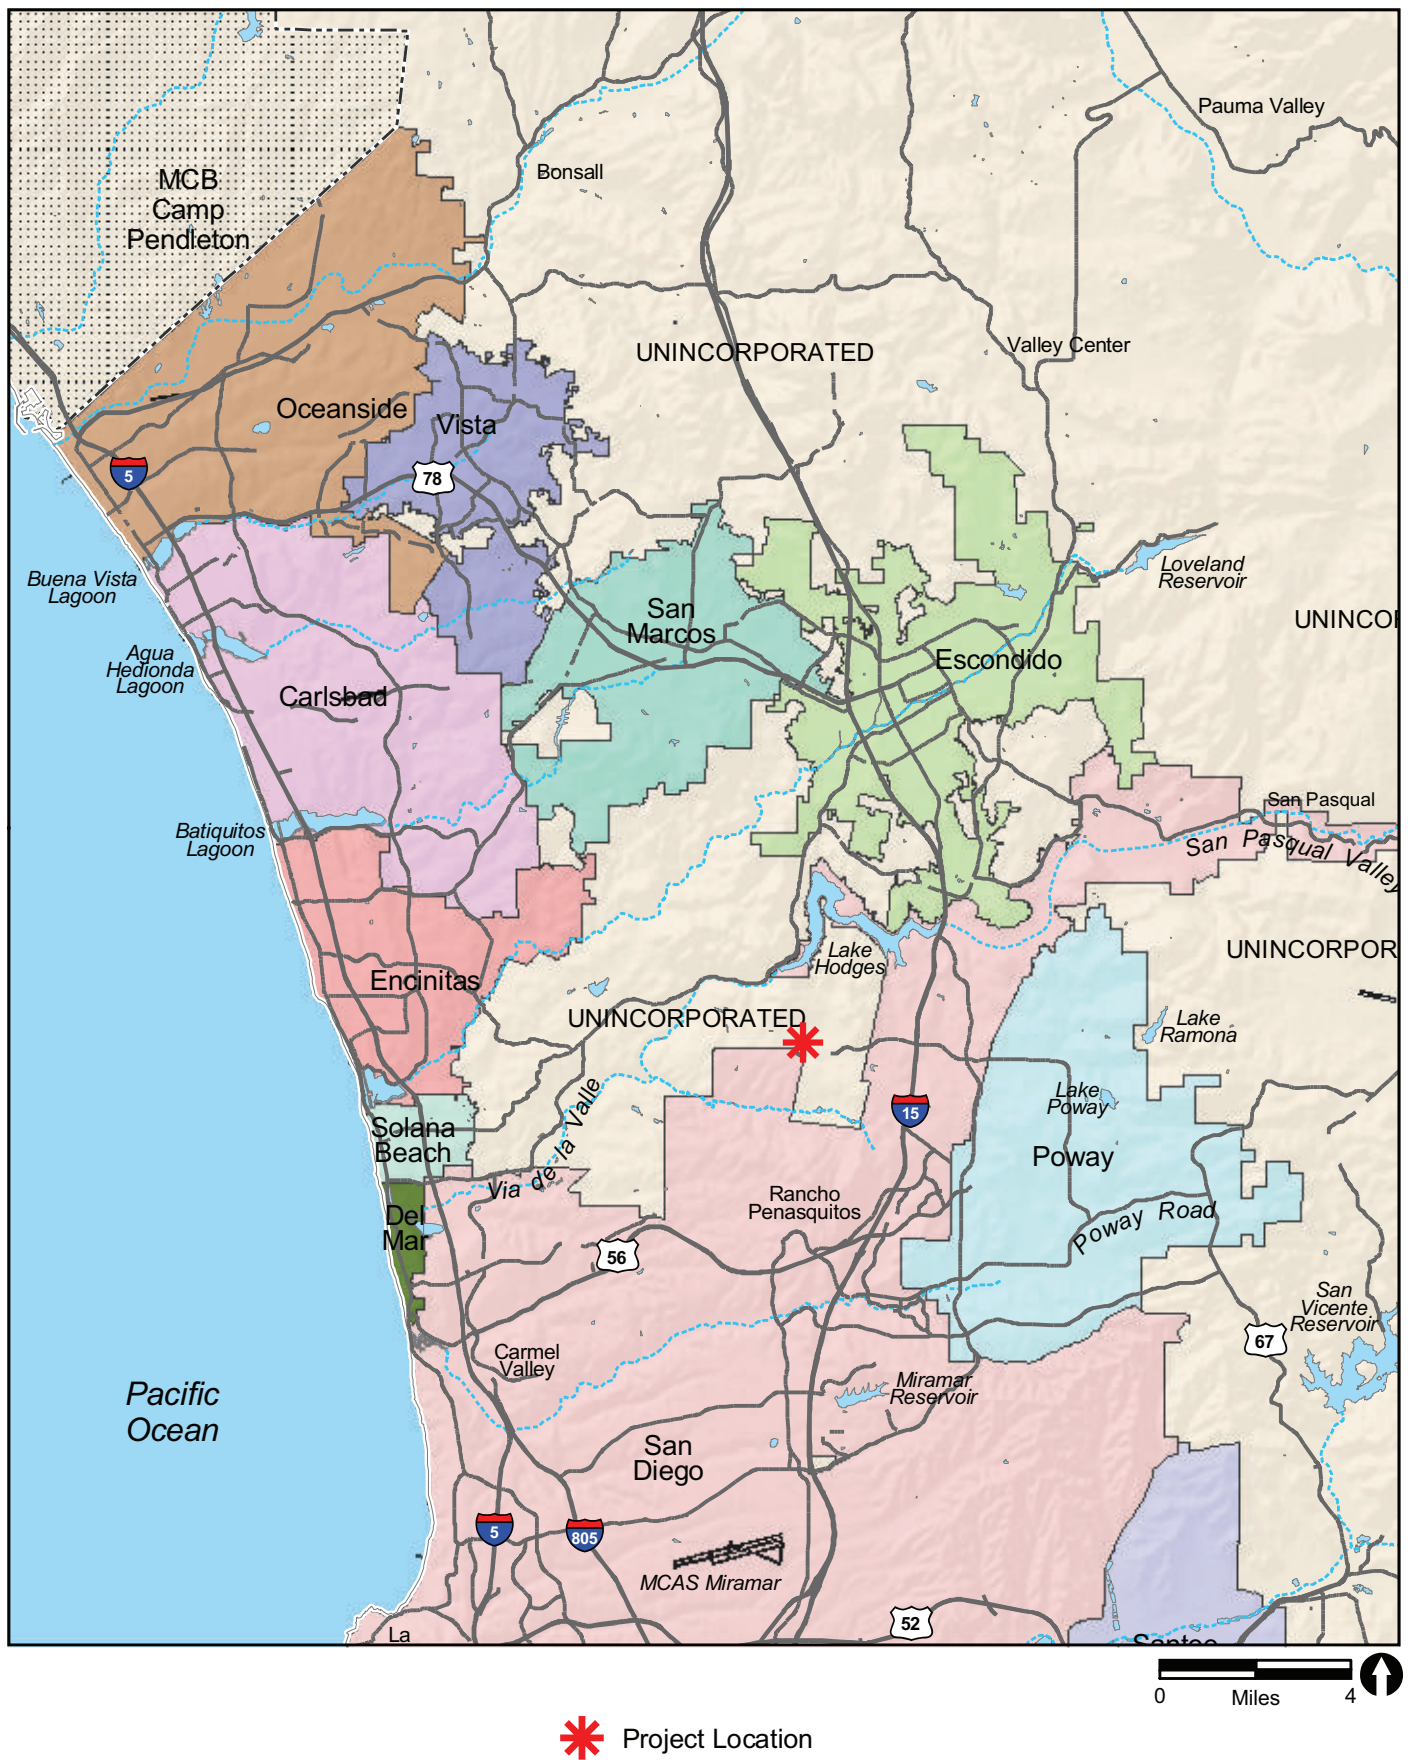 Pauma Valley
Bonsall
MCB
Camp
Pendleton
UNINCORPORATED
Valley Center
Oceanside
Vista
78
5
Loveland
Reservoir
Buena Vista
Lagoon
San
Marcos
UNINCOR
Agua
Hedionda
Lagoon
Escondido
Carlsbad
San Pasqual
Batiquitos
Lagoon
San Pasqual Valley
UNINCORPOR
Lake
Hodges
Encinitas
UNINCORPORATED
Lake
Ramona
Lake
Poway
15
Solana
Beach
Via de la Valle
Poway
Rancho
Penasquitos
Del
Mar
Poway Road
56
San
Vicente
Reservoir
67
Carmel
Valley
Pacific
Ocean
Miramar
Reservoir
San
Diego
5
805
MCAS Miramar
52
La
Santee
0 Miles 4
Project Location